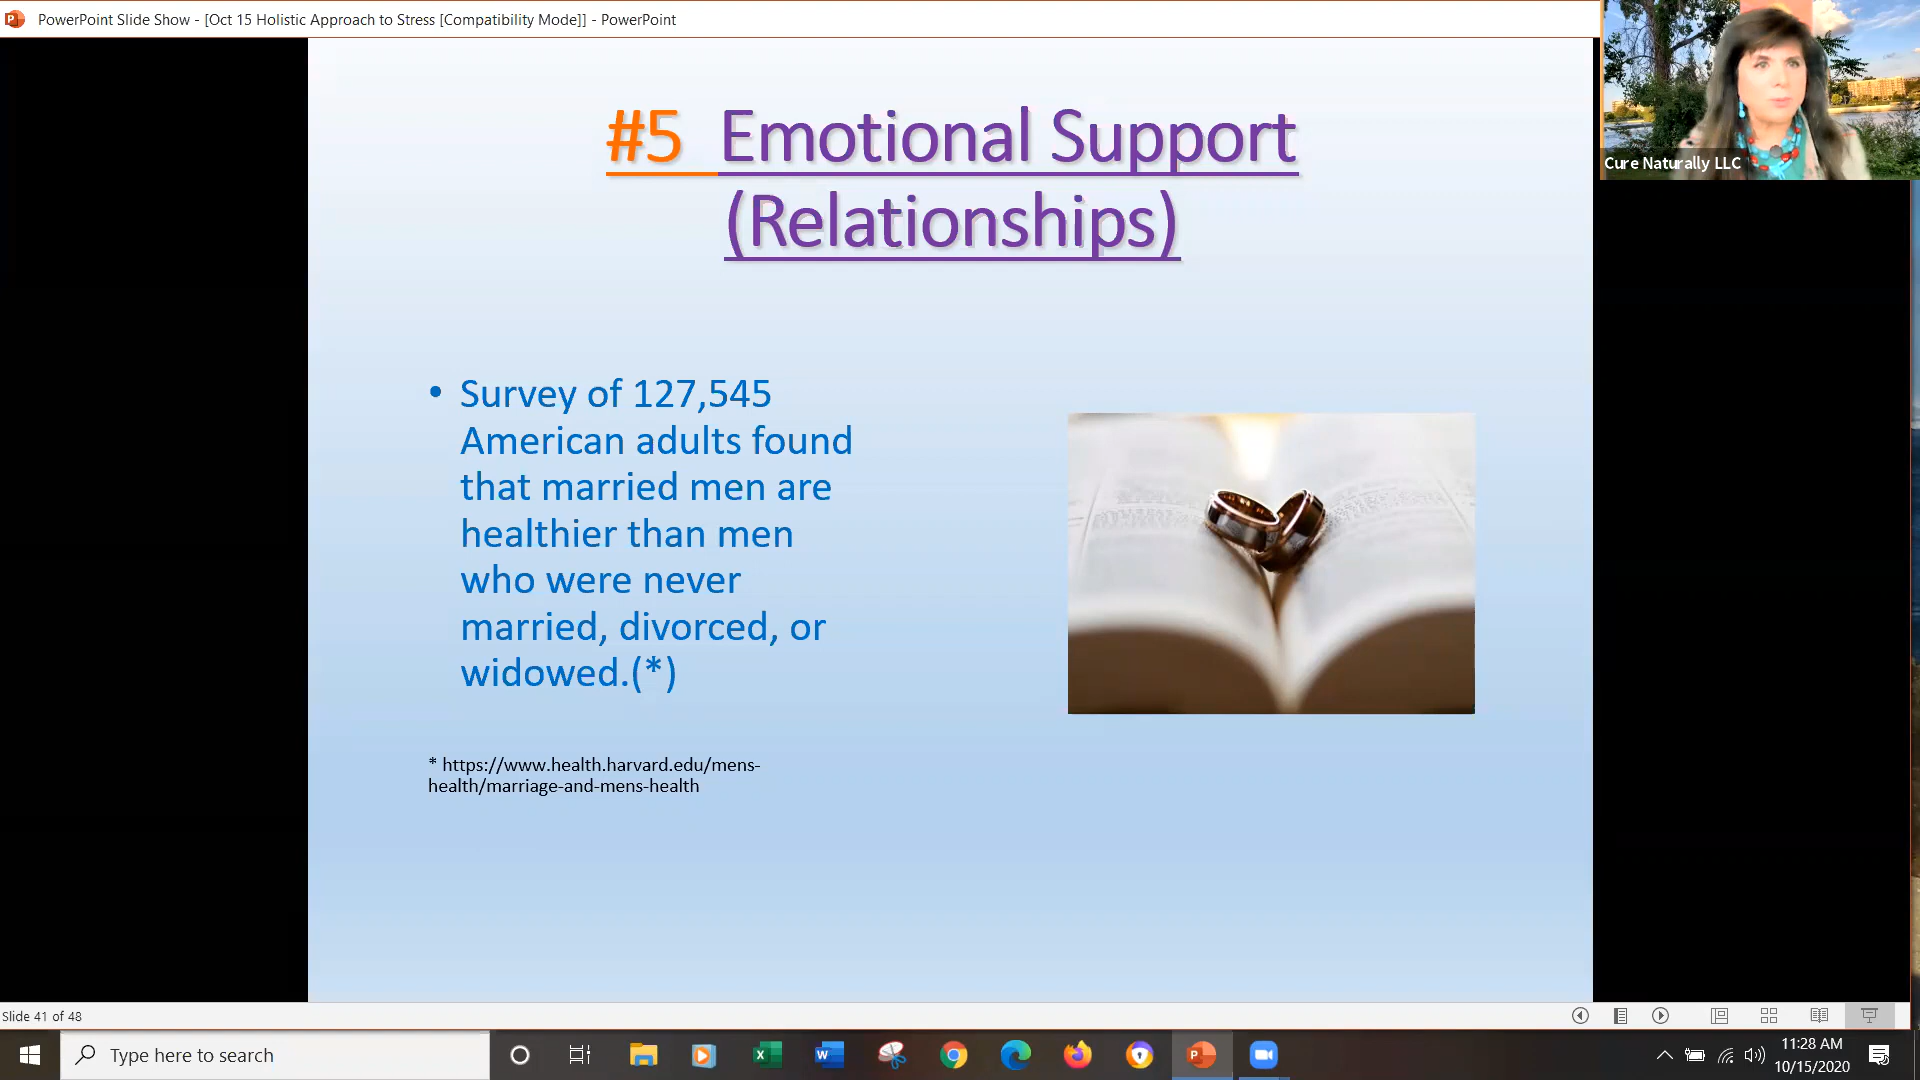 PowerPoint Slide Show - [Oct 15 Holistic Approach to Stress [Compatibility Mode]] - PowerPoint
Cure Naturally LLC
#5 Emotional Support
(Relationships)
• Survey of 127,545
American adults found
that married men are
healthier than men
who were never
married, divorced, or
widowed.(*)
* https://www.health.harvard.edu/mens-
health/marriage-and-mens-health
Slide 41 of 48
Type here to search
11:28 AM
10/15/2020